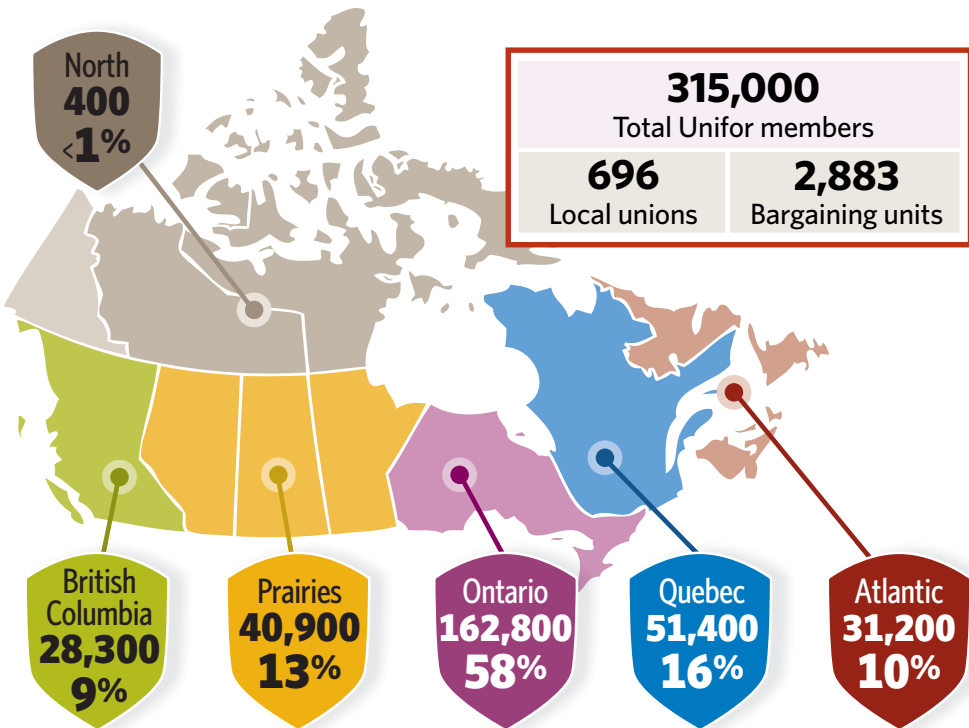 North
400
<1%
315,000
Total Unifor members
696
Local unions
2,883
Bargaining units
British
Columbia
28,300
9%
Prairies
40,900
13%
Ontario
162,800
58%
Quebec
51,400
16%
Atlantic
31,200
10%